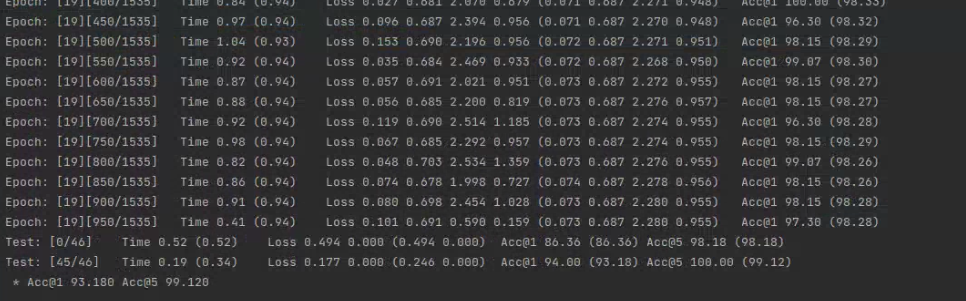 Epoch: [19][400/1535] Time 0.84 (0.94) Loss 0.027 0.681 2.070 0.879 (0.071 0.687 2.271 0.948) Acc@1 100.00 (98.33)
Epoch: [19][450/1535] Time 0.97 (0.94) Loss 0.096 0.687 2.394 0.956 (0.071 0.687 2.270 0.948) Acc@1 96.30 (98.32)
Epoch: [19][500/1535] Time 1.04 (0.93) Loss 0.153 0.690 2.196 0.956 (0.072 0.687 2.271 0.951) Acc@1 98.15 (98.29)
Epoch: [19][550/1535] Time 0.92 (0.94) Loss 0.035 0.684 2.469 0.933 (0.072 0.687 2.268 0.950) Acc@1 99.07 (98.30)
Epoch: [19][600/1535] Time 0.87 (0.94) Loss 0.057 0.691 2.021 0.951 (0.073 0.687 2.272 0.955) Acc@1 98.15 (98.27)
Epoch: [19][650/1535] Time 0.88 (0.94) Loss 0.056 0.685 2.200 0.819 (0.073 0.687 2.276 0.957) Acc@1 98.15 (98.27)
Epoch: [19][700/1535] Time 0.92 (0.94) Loss 0.119 0.690 2.514 1.185 (0.073 0.687 2.274 0.955) Acc@1 96.30 (98.28)
Epoch: [19][750/1535] Time 0.98 (0.94) Loss 0.067 0.685 2.292 0.957 (0.073 0.687 2.274 0.955) Acc@1 98.15 (98.29)
Epoch: [19][800/1535] Time 0.82 (0.94) Loss 0.048 0.703 2.534 1.359 (0.073 0.687 2.276 0.955) Acc@1 99.07 (98.26)
Epoch: [19][850/1535] Time 0.86 (0.94) Loss 0.074 0.678 1.998 0.727 (0.074 0.687 2.278 0.956) Acc@1 98.15 (98.26)
Epoch: [19][900/1535] Time 0.91 (0.94) Loss 0.080 0.698 2.454 1.028 (0.073 0.687 2.280 0.955) Acc@1 98.15 (98.28)
Epoch: [19][950/1535] Time 0.41 (0.94) Loss 0.101 0.691 0.590 0.159 (0.073 0.687 2.280 0.955) Acc@1 97.30 (98.28)
Test: [0/46] Time 0.52 (0.52) Loss 0.494 0.000 (0.494 0.000) Acc@1 86.36 (86.36) Acc@5 98.18 (98.18)
Test: [45/46] Time 0.19 (0.34) Loss 0.177 0.000 (0.246 0.000) Acc@1 94.00 (93.18) Acc@5 100.00 (99.12)
* Acc@1 93.180 Acc@5 99.120